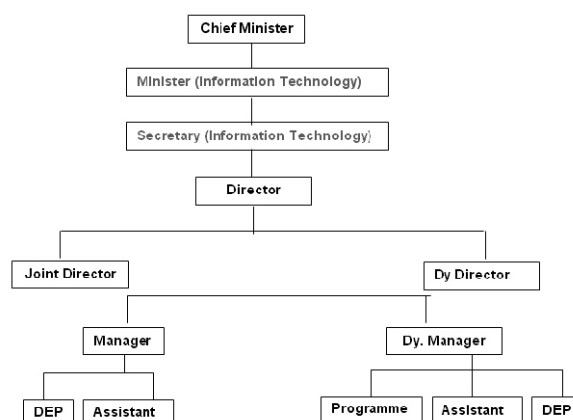 Chief Minister
Minister (Information Technology)
Secretary (Information Technology)
Director
Joint Director
Dy Director
Manager
Dy. Manager
DEP
Assistant
Programme
Assistant
DEP